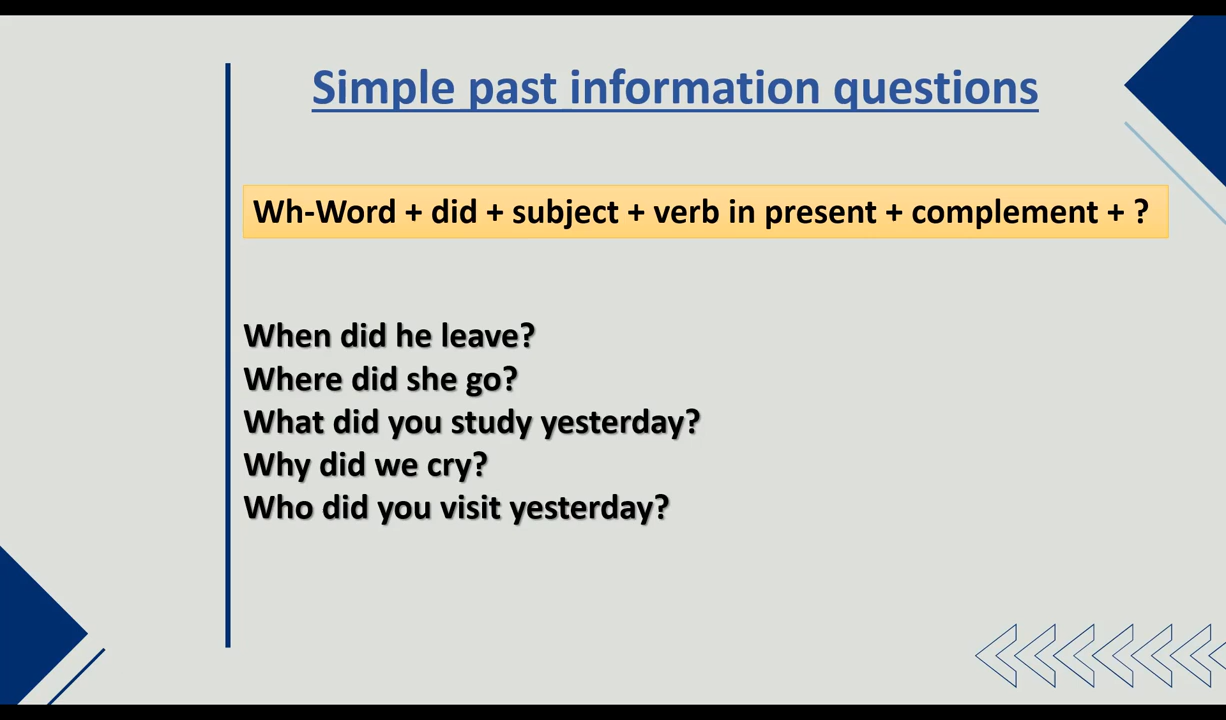 Simple past information questions
Wh-Word + did + subject + verb in present + complement + ?
When did he leave?
Where did she go?
What did you study yesterday?
Why did we cry?
Who did you visit yesterday?